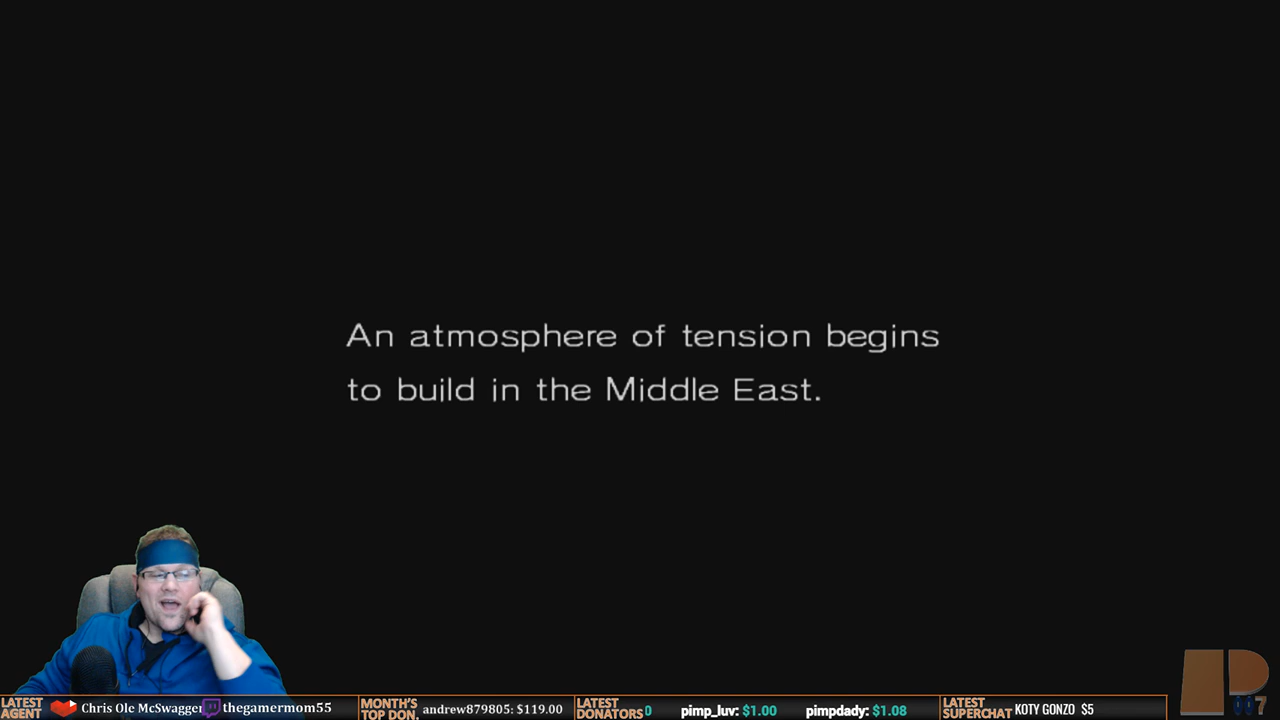 An atmosphere of tension begins
to build in the Middle East.
LATEST AGENT Chris Ole McSwagger thegamermom55
MONTH'S TOP DON. andrew879805: $119.00
LATEST DONATORS 0 pimp_luv: $1.00 pimpdady: $1.08
LATEST SUPERCHAT KOTY GONZO $5